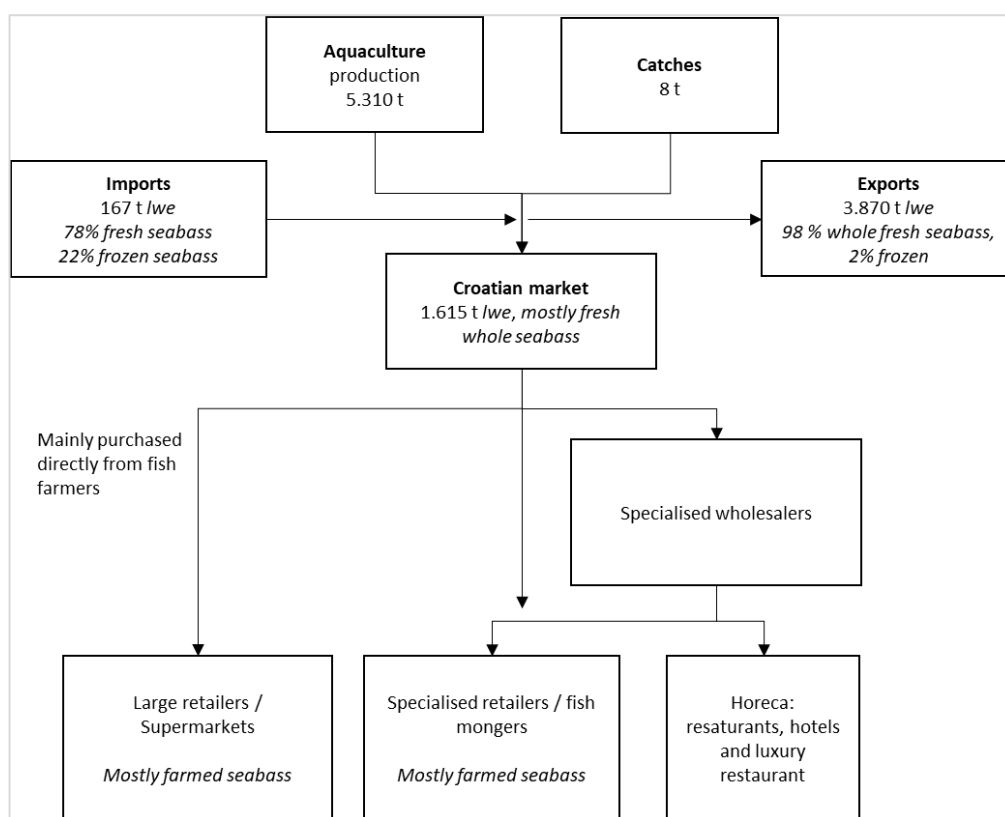 Aquaculture
production
5.310 t
Catches
8 t
Imports
167 t lwe
78% fresh seabass
22% frozen seabass
Exports
3.870 t lwe
98 % whole fresh seabass,
2% frozen
Croatian market
1.615 t lwe, mostly fresh
whole seabass
Mainly purchased
directly from fish
farmers
Specialised wholesalers
Large retailers /
Supermarkets
Mostly farmed seabass
Specialised retailers / fish
mongers
Mostly farmed seabass
Horeca:
resaturants, hotels
and luxury
restaurant